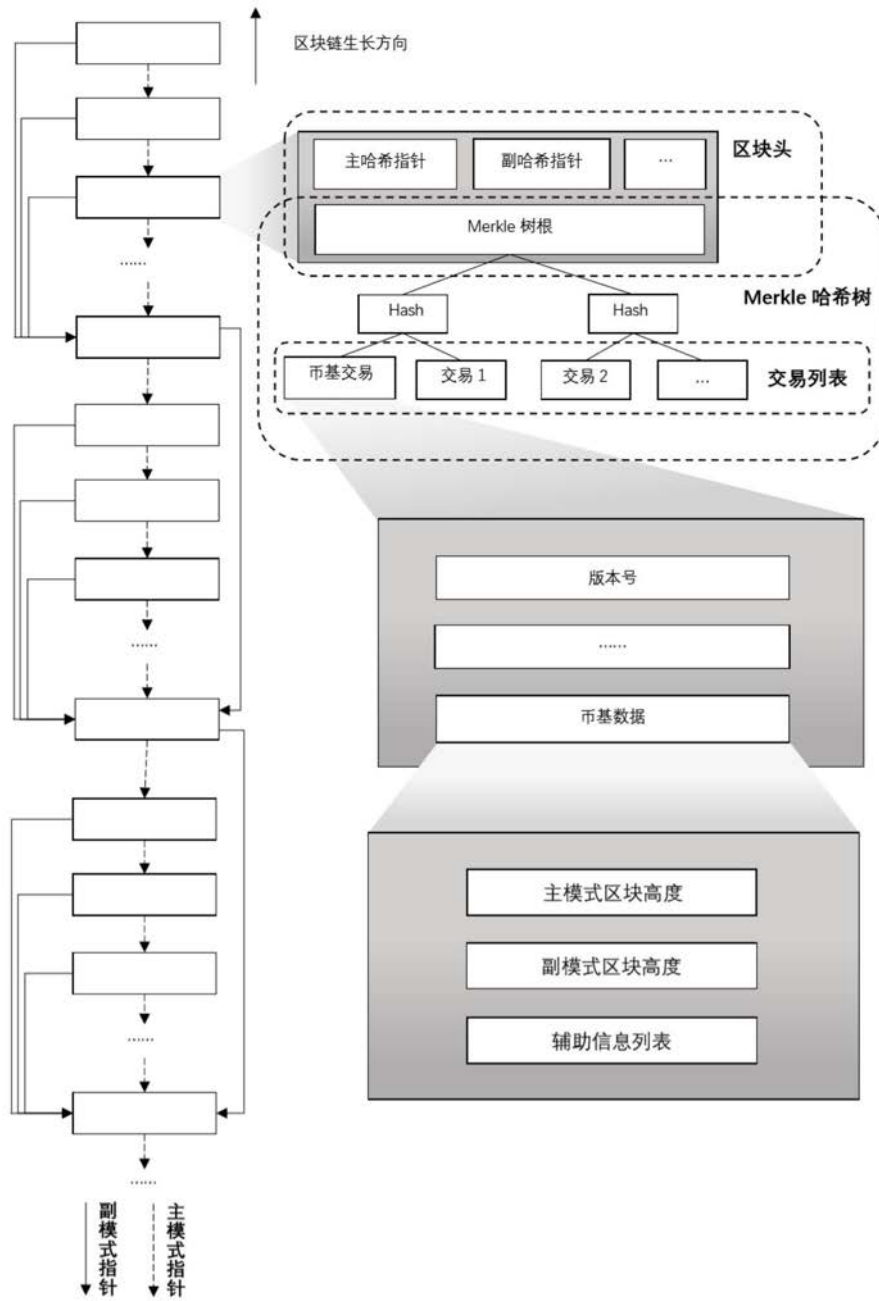 区块链生长方向
区块头
主哈希指针
副哈希指针
...
Merkle 树根
Merkle 哈希树
Hash
Hash
币基交易
交易 1
交易 2
...
交易列表
......
版本号
......
币基数据
......
主模式区块高度
副模式区块高度
辅助信息列表
......
......
副模式指针
主模式指针